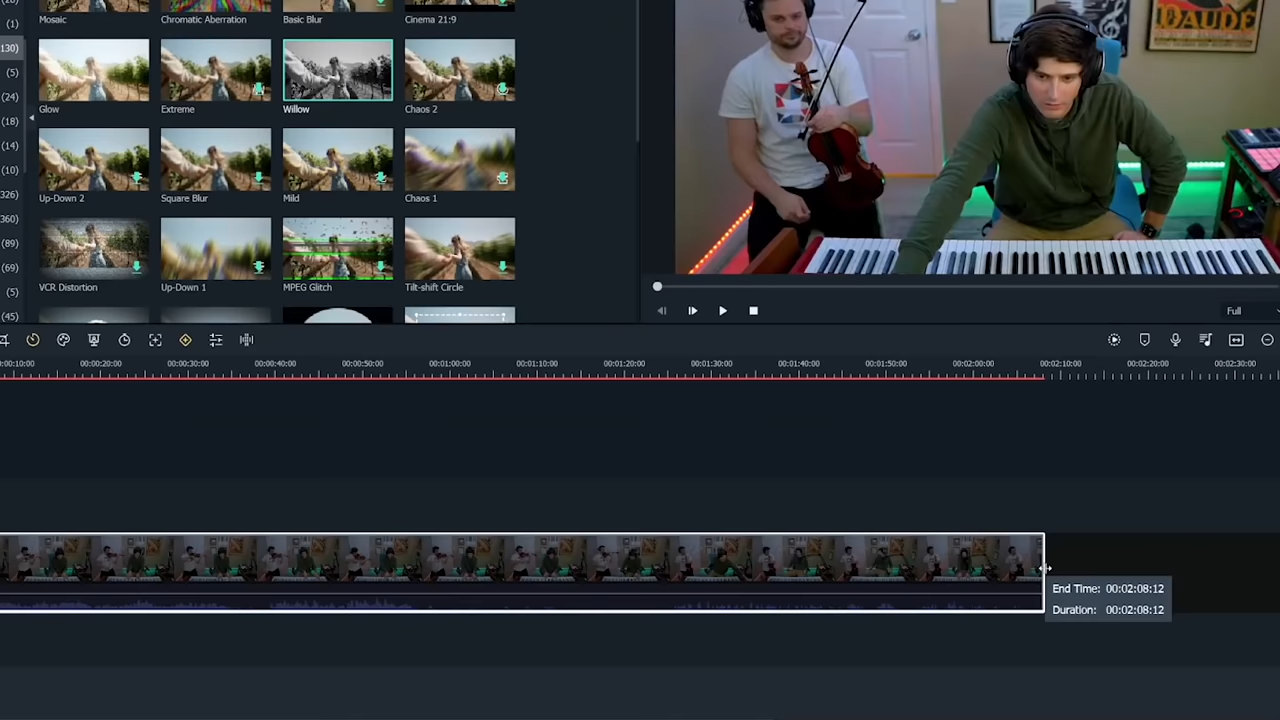 Mosaic
Chromatic Aberration
Basic Blur
Cinema 21:9
(1)
130)
(5)
(24)
(18)
(14)
(10)
326)
360)
(89)
(69)
(5)
(45)
Glow
Extreme
Willow
Chaos 2
Up-Down 2
Square Blur
Mild
Chaos 1
VCR Distortion
Up-Down 1
MPEG Glitch
Tilt-shift Circle
DAUDÉ
Full
:00:10:00
00:00:20:00
00:00:30:00
00:00:40:00
00:00:50:00
00:01:00:00
00:01:10:00
00:01:20:00
00:01:30:00
00:01:40:00
00:01:50:00
00:02:00:00
00:02:10:00
00:02:20:00
00:02:30:00
End Time: 00:02:08:12
Duration: 00:02:08:12